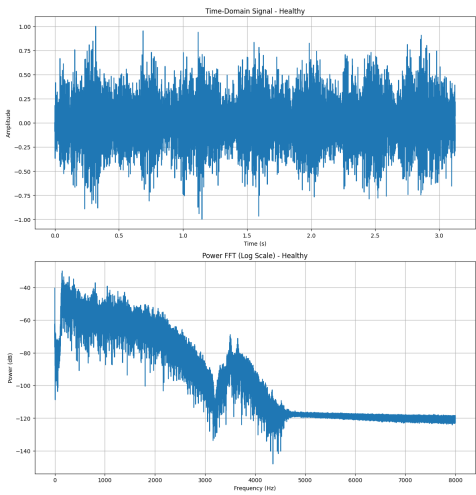 Time-Domain Signal - Healthy
1.00
0.75
0.50
0.25
0.00
−0.25
−0.50
−0.75
−1.00
Amplitude
0.0 0.5 1.0 1.5 2.0 2.5 3.0
Time (s)
Power FFT (Log Scale) - Healthy
−40
−60
−80
−100
−120
−140
Power (dB)
0 1000 2000 3000 4000 5000 6000 7000 8000
Frequency (Hz)